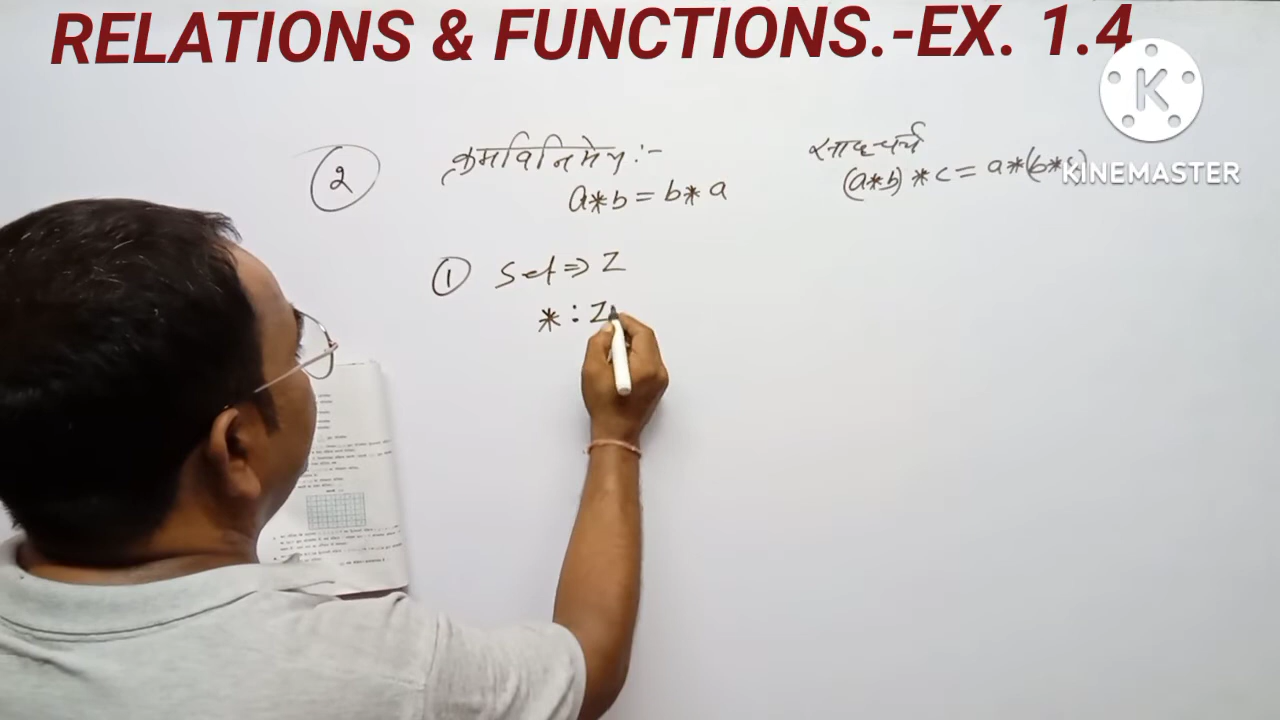 RELATIONS & FUNCTIONS.-EX. 1.4
K
KINEMASTER
② क्रमविनिमेय :-
a*b = b*a
साहचर्य
(a*b)*c = a*(b*c)
① Set ⇒ Z
* : Z